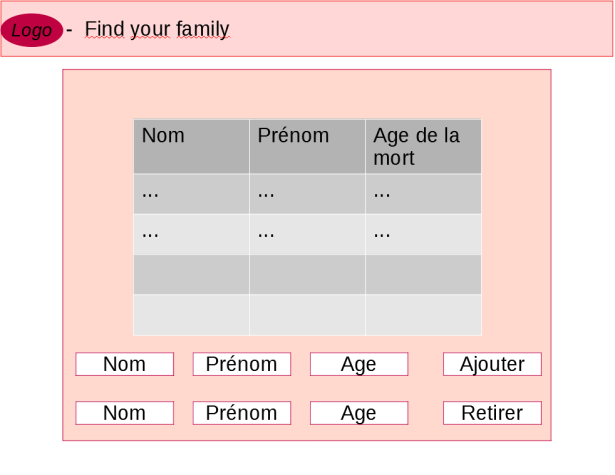 Logo - Find your family
Nom Prénom Age de la
mort
... ... ...
... ... ...
Nom Prénom Age Ajouter
Nom Prénom Age Retirer